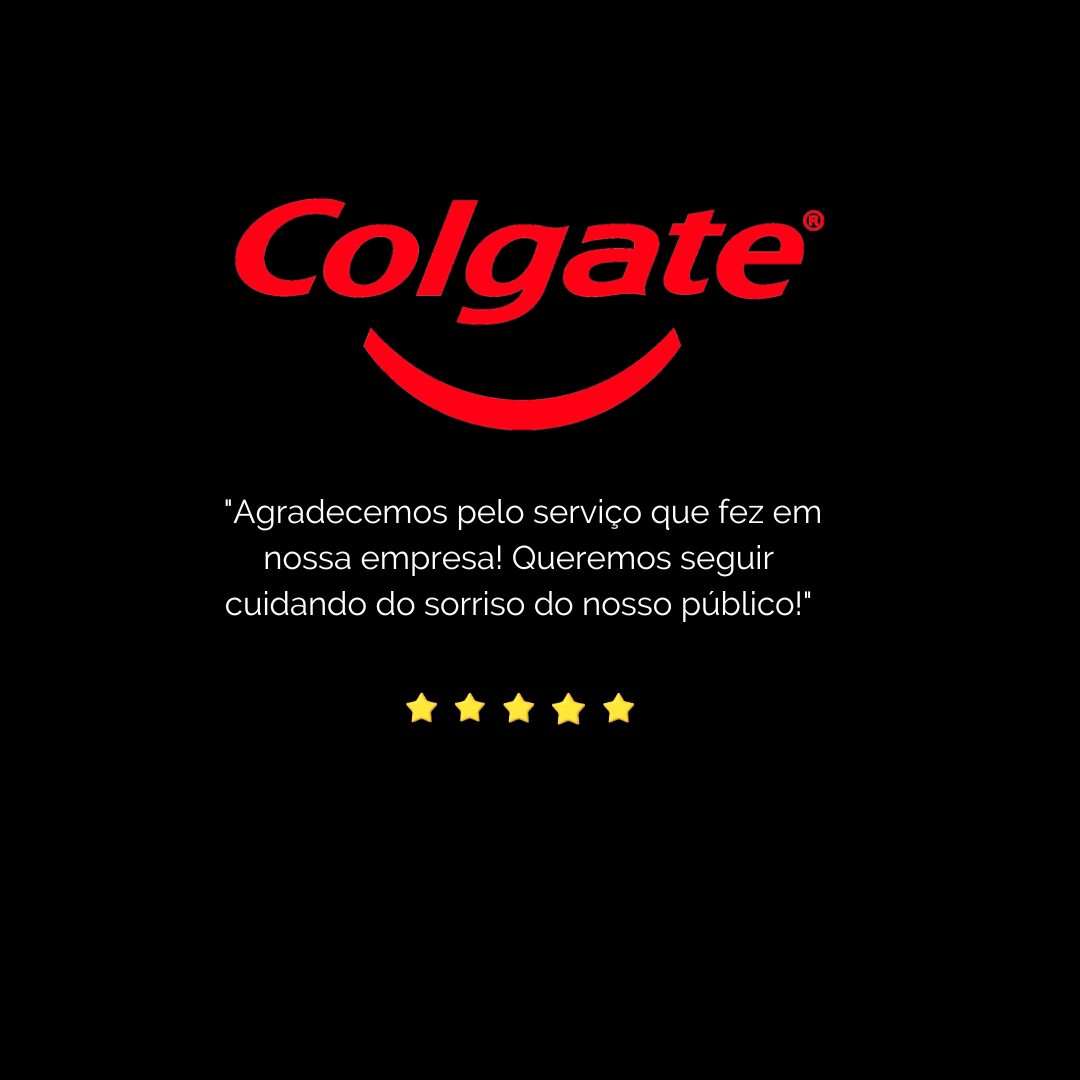 Colgate®
"Agradecemos pelo serviço que fez em
nossa empresa! Queremos seguir
cuidando do sorriso do nosso público!"